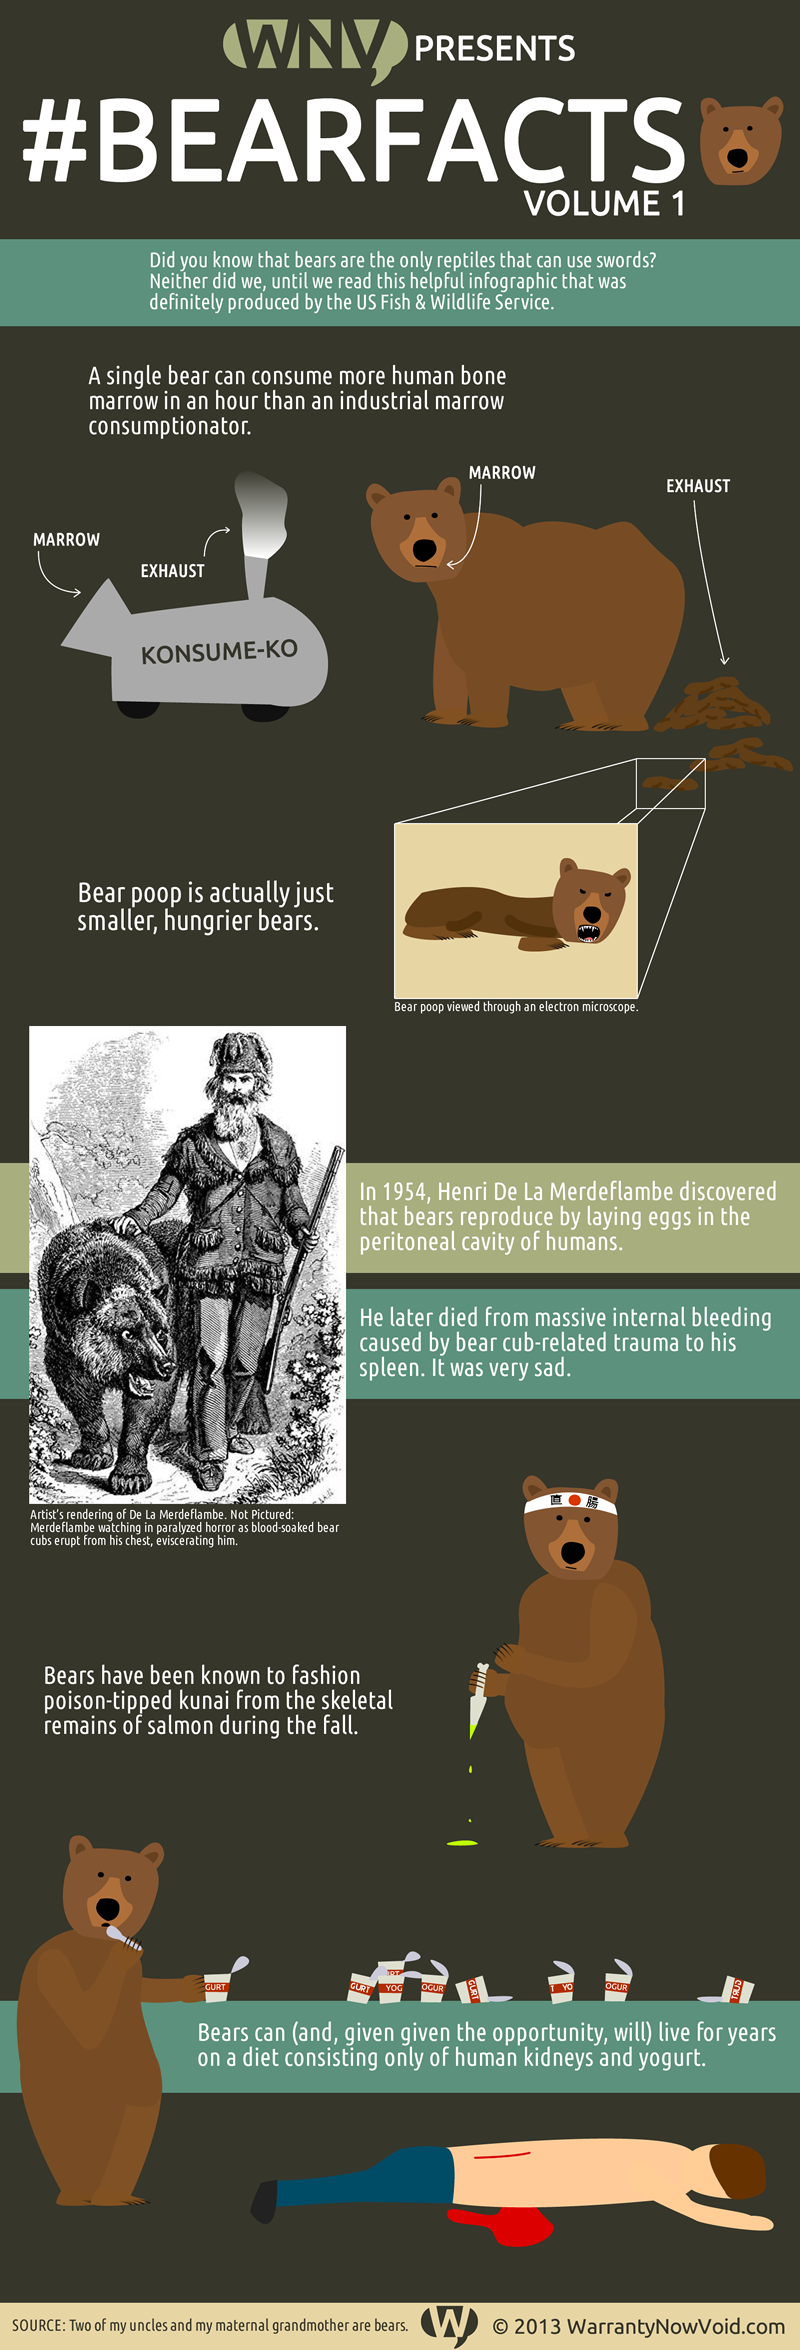 WNV PRESENTS
#BEARFACTS
VOLUME 1
Did you know that bears are the only reptiles that can use swords?
Neither did we, until we read this helpful infographic that was
definitely produced by the US Fish & Wildlife Service.
A single bear can consume more human bone
marrow in an hour than an industrial marrow
consumptionator.
MARROW
EXHAUST
KONSUME-KO
MARROW
EXHAUST
Bear poop is actually just
smaller, hungrier bears.
Bear poop viewed through an electron microscope.
In 1954, Henri De La Merdeflambe discovered
that bears reproduce by laying eggs in the
peritoneal cavity of humans.
He later died from massive internal bleeding
caused by bear cub-related trauma to his
spleen. It was very sad.
Artist's rendering of De La Merdeflambe. Not Pictured:
Merdeflambe watching in paralyzed horror as blood-soaked bear
cubs erupt from his chest, eviscerating him.
直 腸
Bears have been known to fashion
poison-tipped kunai from the skeletal
remains of salmon during the fall.
GURT
GURT
URT
YOG
OGUR
GURT
T YO
OGUR
GURT
Bears can (and, given given the opportunity, will) live for years
on a diet consisting only of human kidneys and yogurt.
SOURCE: Two of my uncles and my maternal grandmother are bears.
W
© 2013 WarrantyNowVoid.com